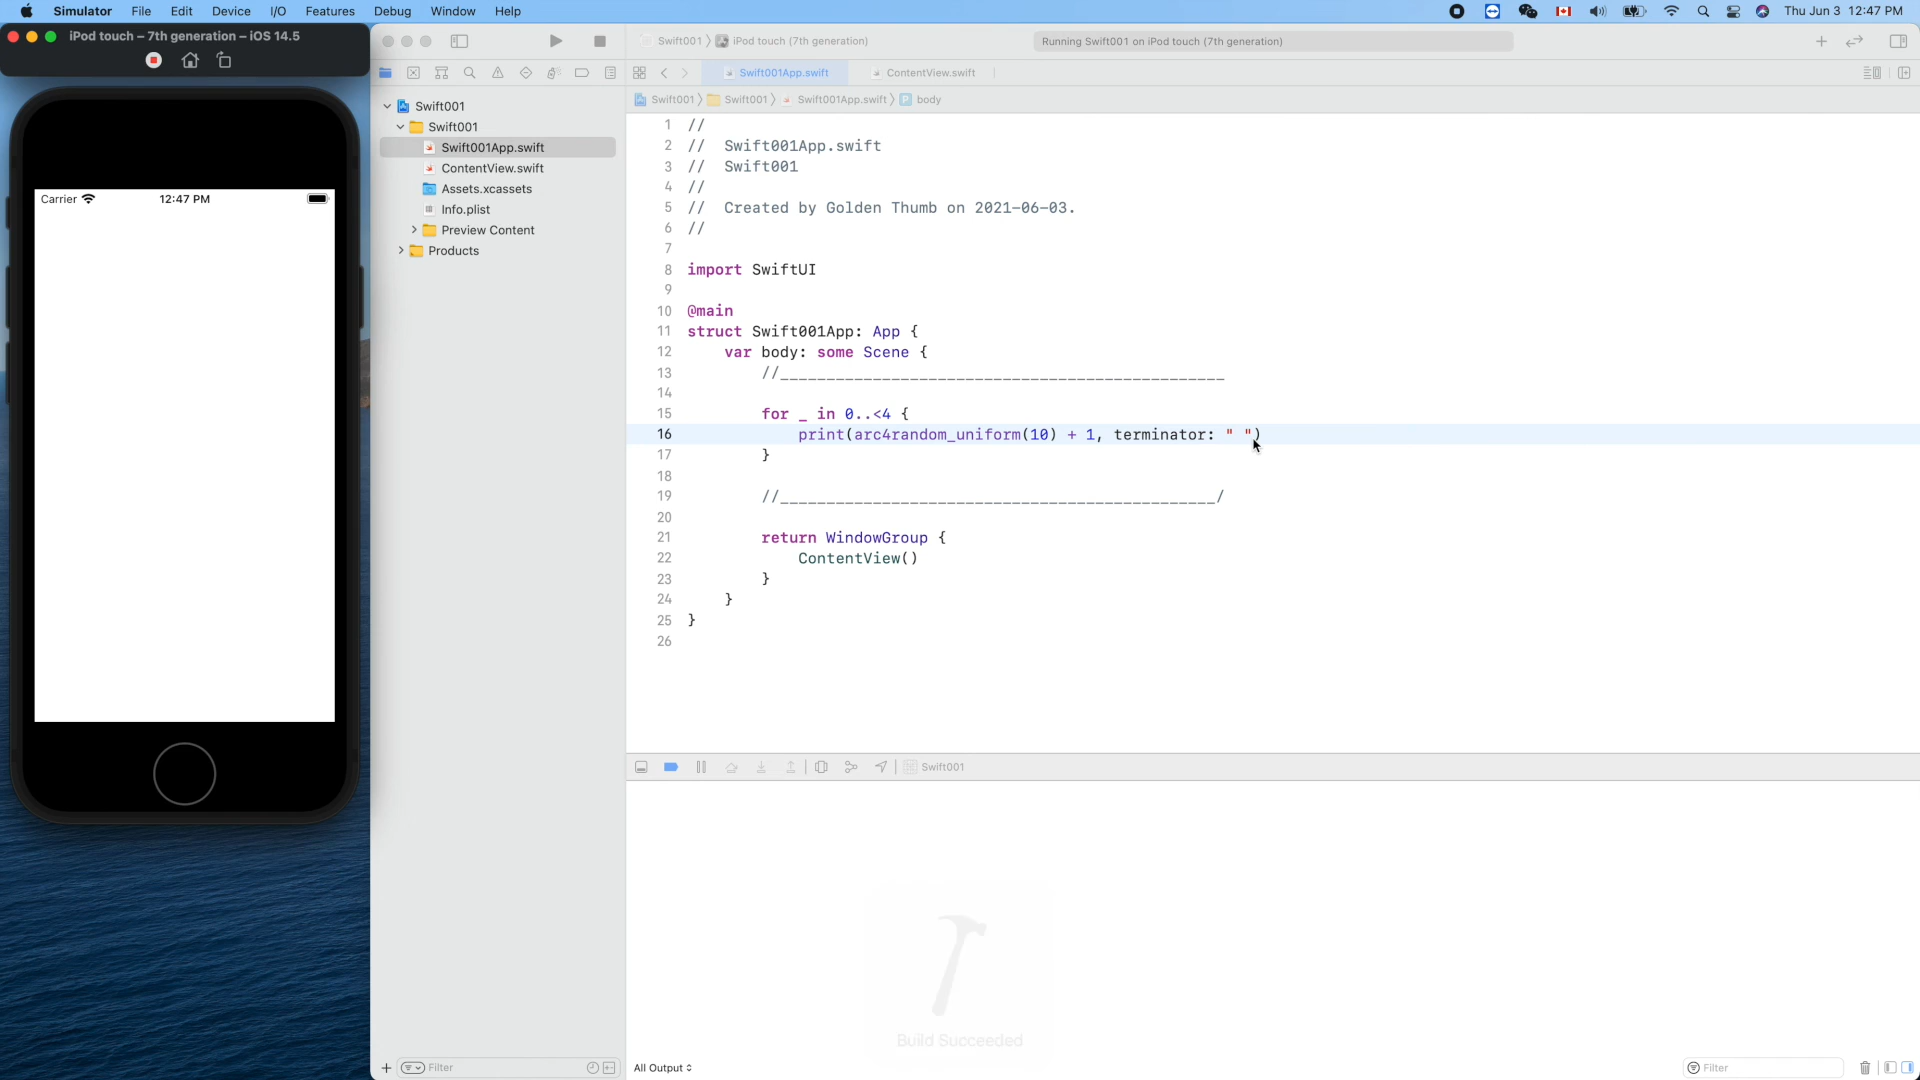 Simulator File Edit Device I/O Features Debug Window Help Thu Jun 3 12:47 PM
iPod touch – 7th generation – iOS 14.5
Swift001 iPod touch (7th generation) Running Swift001 on iPod touch (7th generation)
Swift001App.swift ContentView.swift
Swift001 Swift001 Swift001App.swift P body
Carrier 12:47 PM
Swift001
Swift001
Swift001App.swift
ContentView.swift
Assets.xcassets
Info.plist
Preview Content
Products
1 //
2 //  Swift001App.swift
3 //  Swift001
4 //
5 //  Created by Golden Thumb on 2021-06-03.
6 //
7
8 import SwiftUI
9
10 @main
11 struct Swift001App: App {
12     var body: some Scene {
13         //________________________________________________
14
15         for _ in 0..<4 {
16             print(arc4random_uniform(10) + 1, terminator: " ")
17         }
18
19         //_______________________________________________/
20
21         return WindowGroup {
22             ContentView()
23         }
24     }
25 }
26
Swift001
Build Succeeded
Filter
All Output
Filter